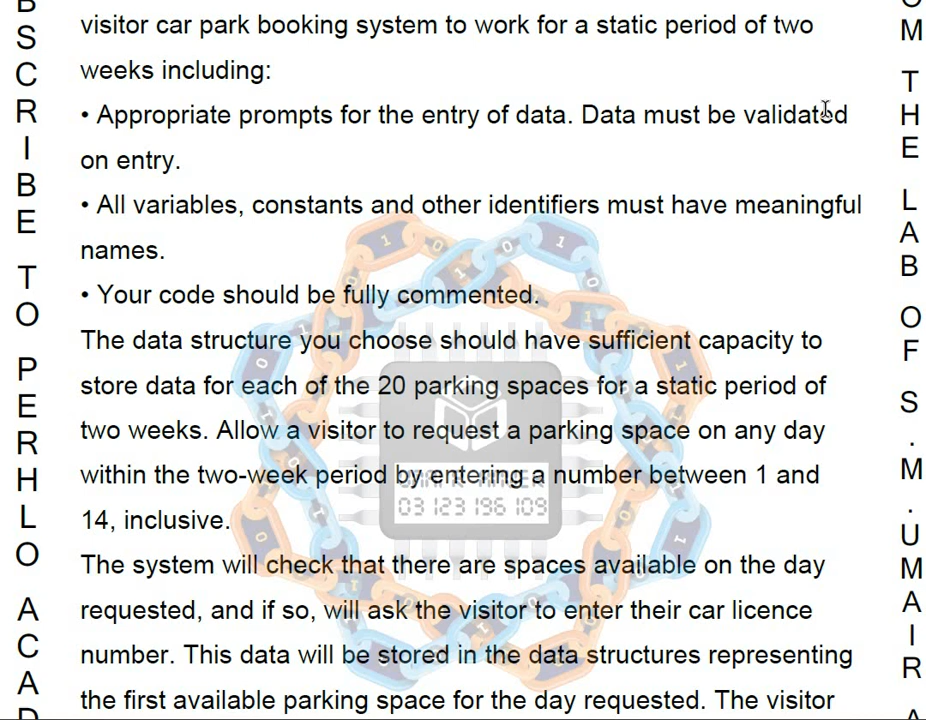 visitor car park booking system to work for a static period of two
weeks including:
• Appropriate prompts for the entry of data. Data must be validated
on entry.
• All variables, constants and other identifiers must have meaningful
names.
• Your code should be fully commented.
The data structure you choose should have sufficient capacity to
store data for each of the 20 parking spaces for a static period of
two weeks. Allow a visitor to request a parking space on any day
within the two-week period by entering a number between 1 and
14, inclusive.
The system will check that there are spaces available on the day
requested, and if so, will ask the visitor to enter their car licence
number. This data will be stored in the data structures representing
the first available parking space for the day requested. The visitor
SCRIBE TO PERHLO ACA
M THE LAB OF S.M.UMAIR
03 123 196 109